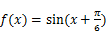 f(x) = sin(x + π/6)